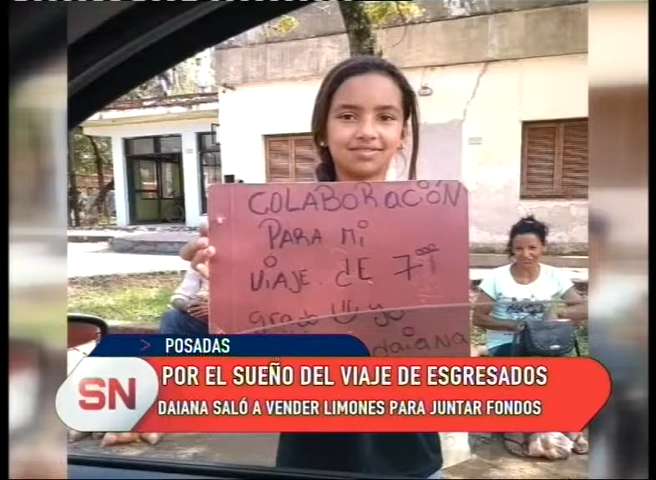 COLABORACiÓN
PARA Mi
ViAJE dE 7
grado
daiana
> POSADAS
SN
POR EL SUEÑO DEL VIAJE DE ESGRESADOS
DAIANA SALÓ A VENDER LIMONES PARA JUNTAR FONDOS